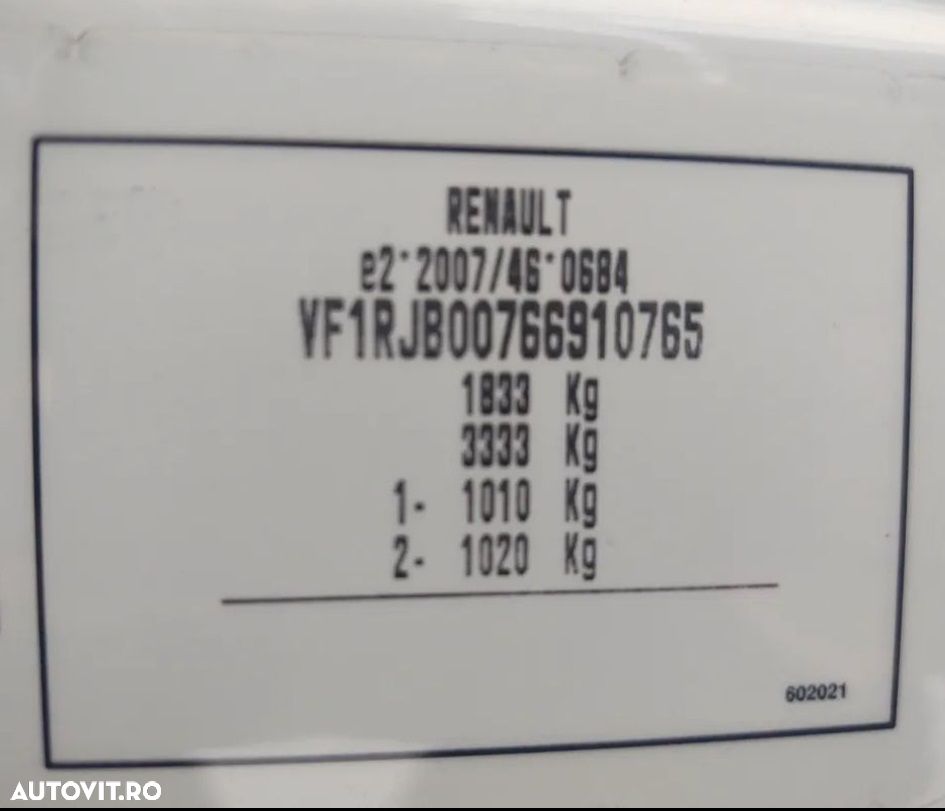 RENAULT
e2*2007/46*0684
VF1RJB00766910765
1833 Kg
3333 Kg
1- 1010 Kg
2- 1020 Kg
602021
AUTOVIT.RO